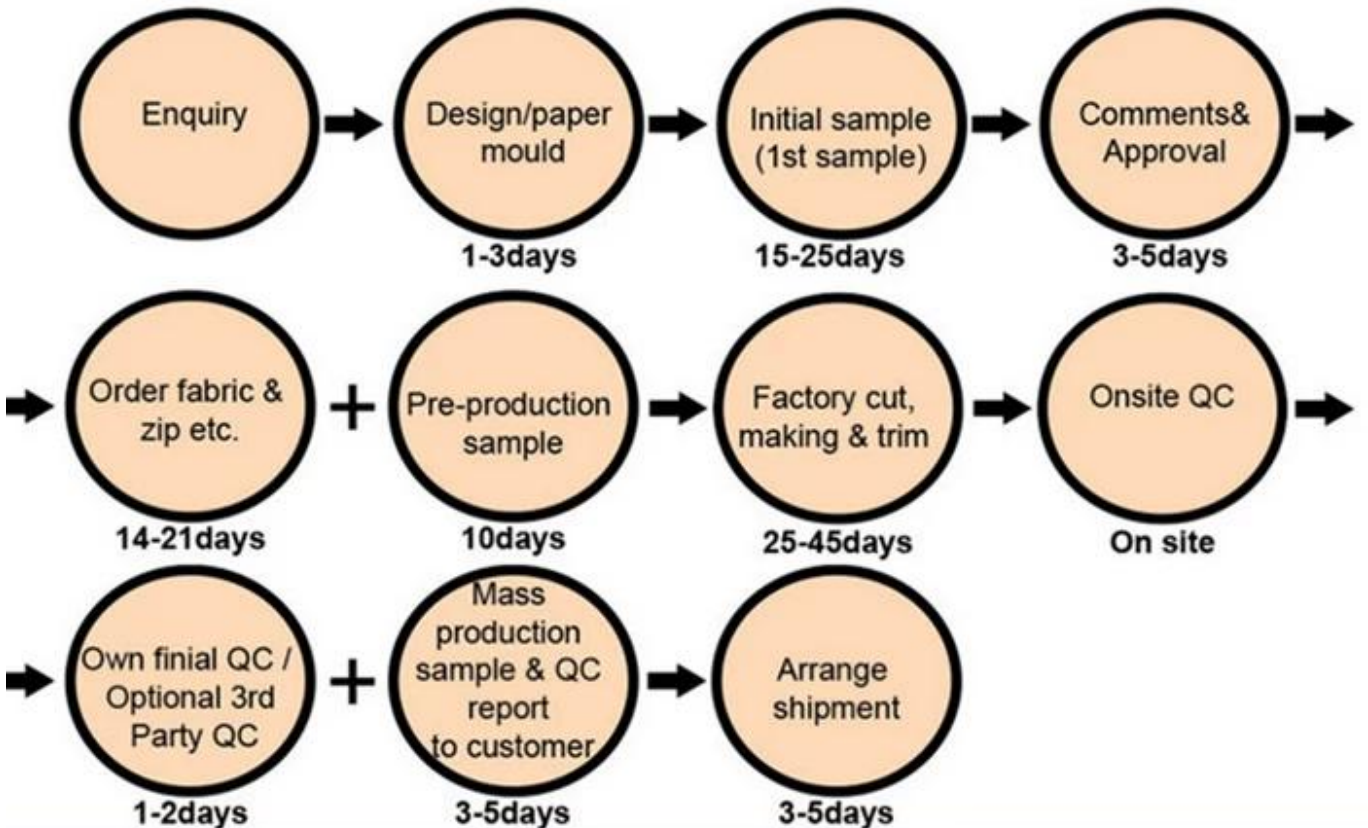 Enquiry
Design/paper
mould
1-3days
Initial sample
(1st sample)
15-25days
Comments&
Approval
3-5days
Order fabric &
zip etc.
14-21days
+
Pre-production
sample
10days
Factory cut,
making & trim
25-45days
Onsite QC
On site
Own finial QC /
Optional 3rd
Party QC
1-2days
+
Mass
production
sample & QC
report
to customer
3-5days
Arrange
shipment
3-5days